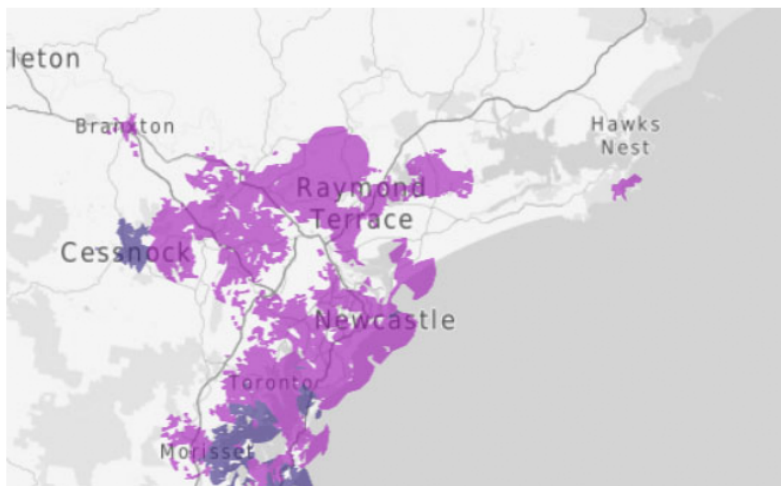 leton
Branxton
Hawks
Nest
Raymond
Terrace
Cessnock
Newcastle
Toronto
Morisset